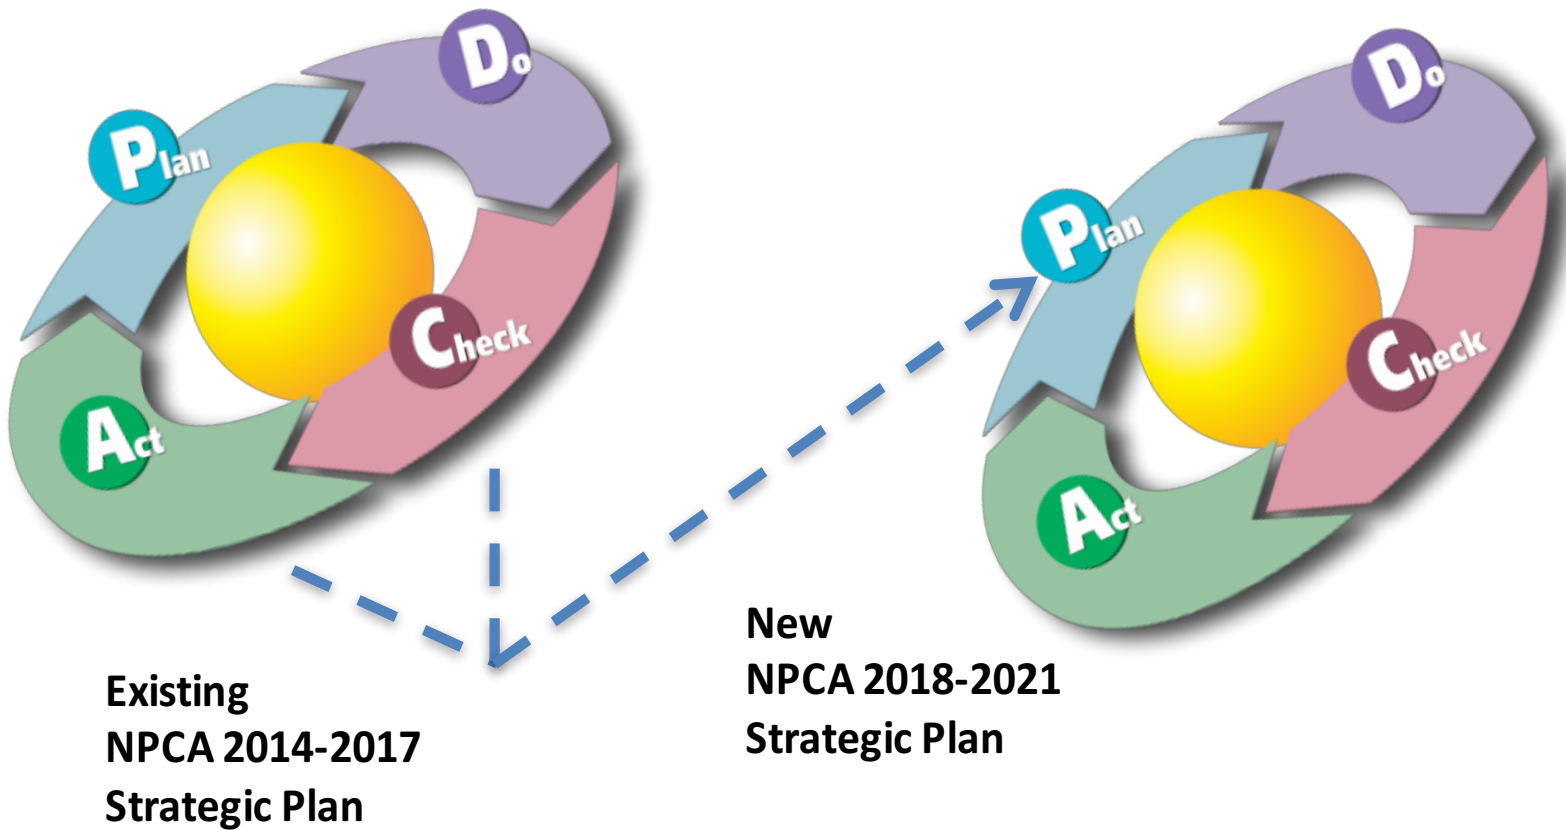 Do
Plan
Check
Act
Existing
NPCA 2014-2017
Strategic Plan
Do
Plan
Check
Act
New
NPCA 2018-2021
Strategic Plan